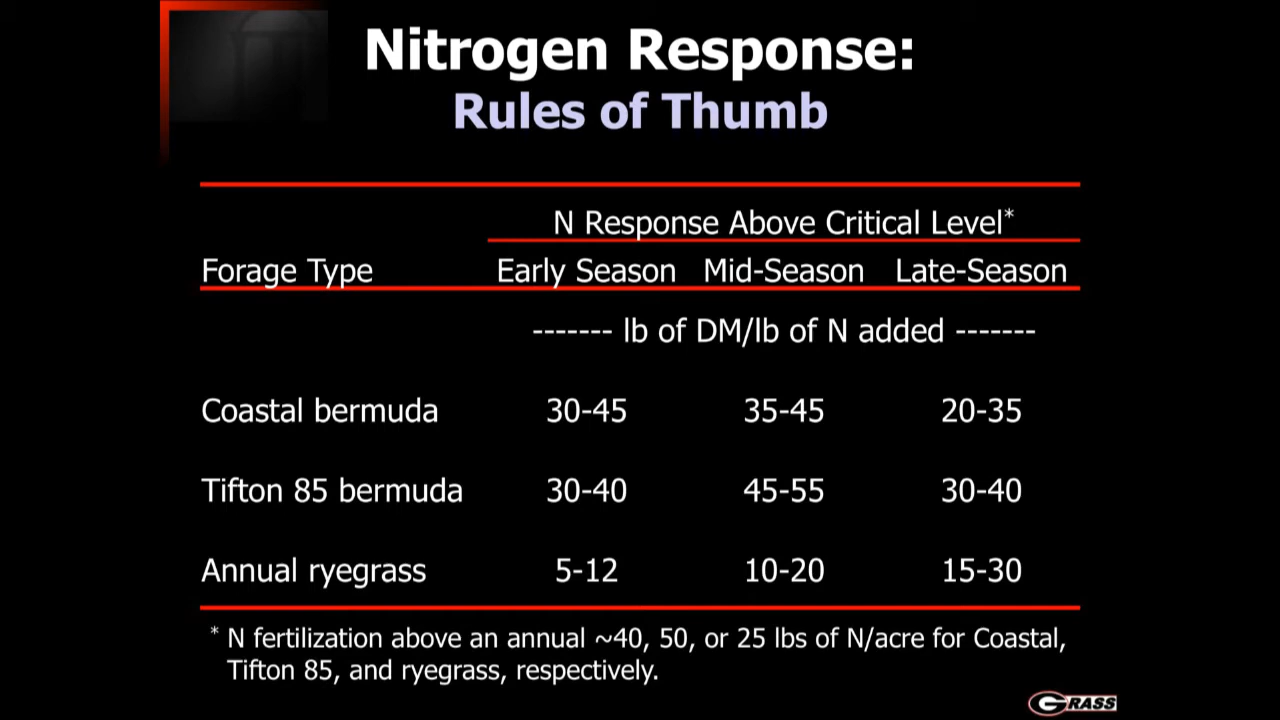 Nitrogen Response:
Rules of Thumb
N Response Above Critical Level*
Forage Type Early Season Mid-Season Late-Season
------- lb of DM/lb of N added -------
Coastal bermuda 30-45 35-45 20-35
Tifton 85 bermuda 30-40 45-55 30-40
Annual ryegrass 5-12 10-20 15-30
* N fertilization above an annual ~40, 50, or 25 lbs of N/acre for Coastal,
Tifton 85, and ryegrass, respectively.
GRASS